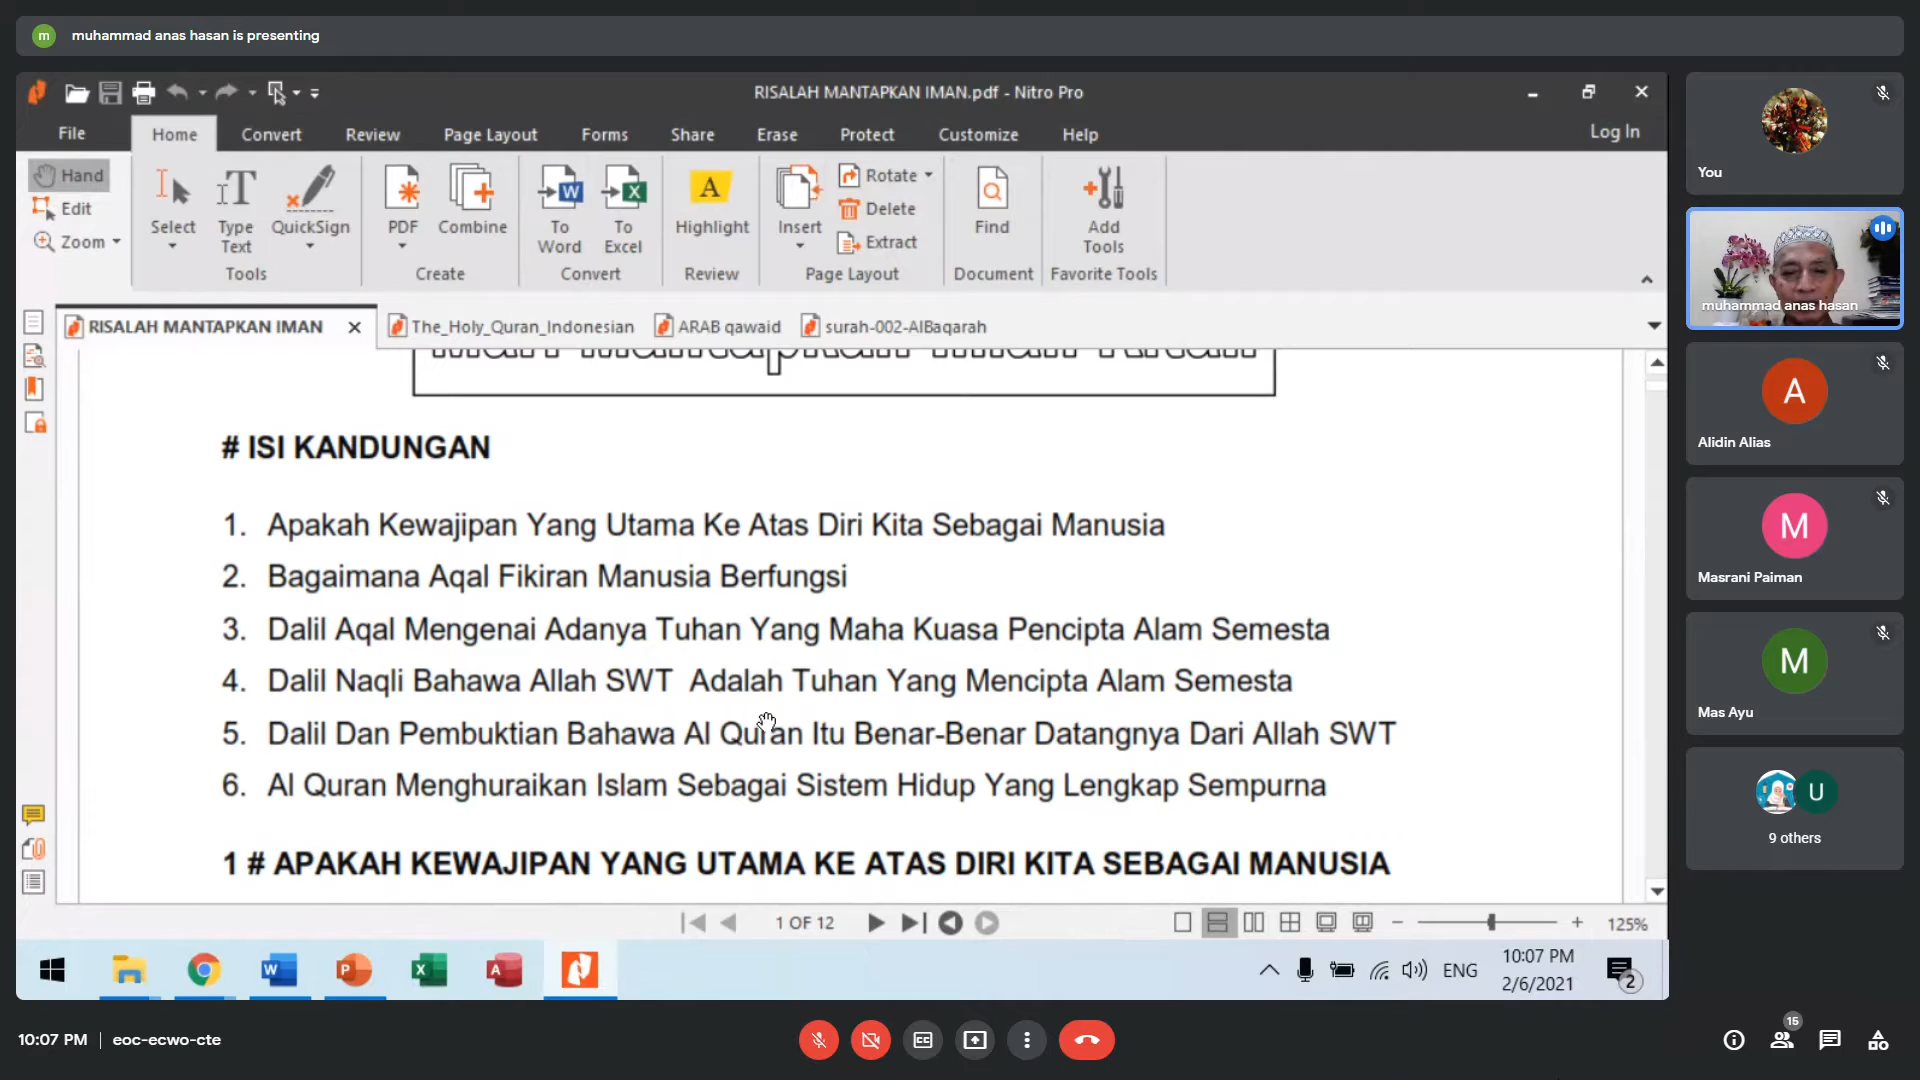 m muhammad anas hasan is presenting
RISALAH MANTAPKAN IMAN.pdf - Nitro Pro
File Home Convert Review Page Layout Forms Share Erase Protect Customize Help Log In
Hand
Edit
Zoom
Select
Type Text
QuickSign
Tools
PDF
Combine
Create
To Word
To Excel
Convert
Highlight
Review
Insert
Rotate
Delete
Extract
Page Layout
Find
Document
Add Tools
Favorite Tools
RISALAH MANTAPKAN IMAN The_Holy_Quran_Indonesian ARAB qawaid surah-002-AlBaqarah
# ISI KANDUNGAN
1. Apakah Kewajipan Yang Utama Ke Atas Diri Kita Sebagai Manusia
2. Bagaimana Aqal Fikiran Manusia Berfungsi
3. Dalil Aqal Mengenai Adanya Tuhan Yang Maha Kuasa Pencipta Alam Semesta
4. Dalil Naqli Bahawa Allah SWT Adalah Tuhan Yang Mencipta Alam Semesta
5. Dalil Dan Pembuktian Bahawa Al Quran Itu Benar-Benar Datangnya Dari Allah SWT
6. Al Quran Menghuraikan Islam Sebagai Sistem Hidup Yang Lengkap Sempurna
1 # APAKAH KEWAJIPAN YANG UTAMA KE ATAS DIRI KITA SEBAGAI MANUSIA
1 OF 12
125%
ENG
10:07 PM
2/6/2021
2
You
muhammad anas hasan
A
Alidin Alias
M
Masrani Paiman
M
Mas Ayu
U
9 others
10:07 PM | eoc-ecwo-cte
15